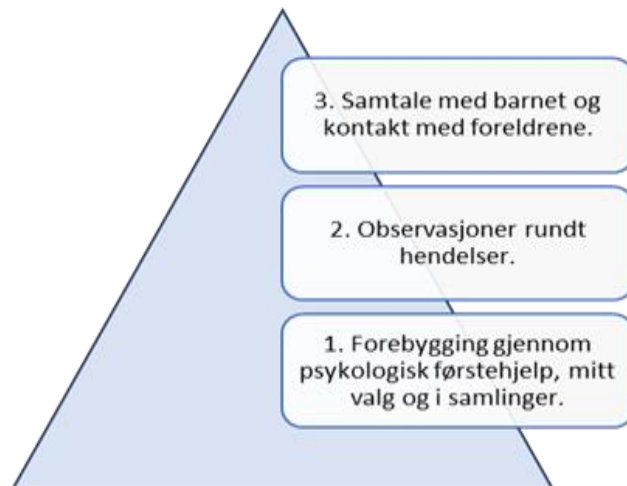 3. Samtale med barnet og
kontakt med foreldrene.
2. Observasjoner rundt
hendelser.
1. Forebygging gjennom
psykologisk førstehjelp, mitt
valg og i samlinger.